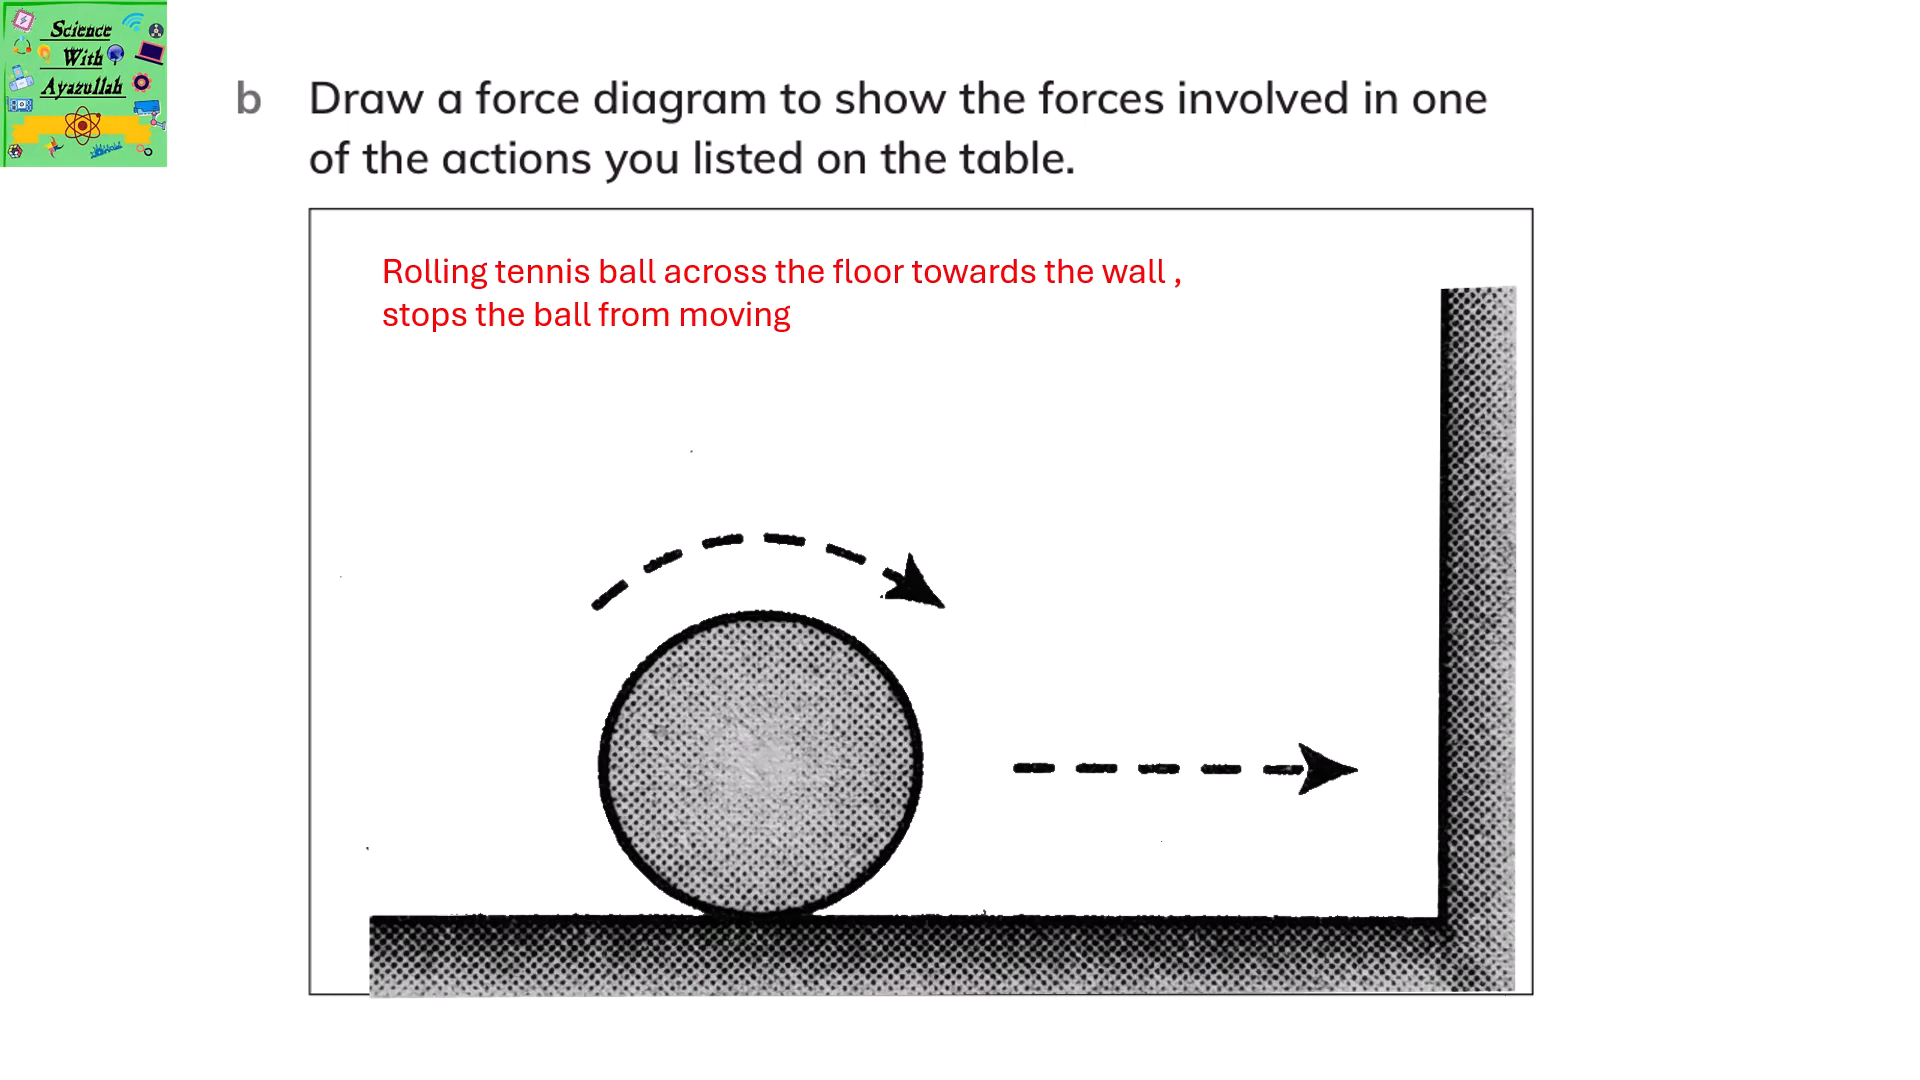 Science
With
Ayazullah
b Draw a force diagram to show the forces involved in one
of the actions you listed on the table.
Rolling tennis ball across the floor towards the wall ,
stops the ball from moving